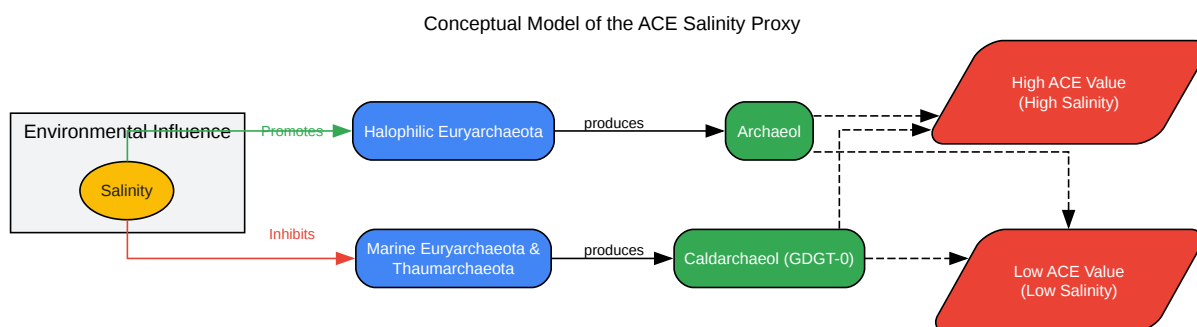 Conceptual Model of the ACE Salinity Proxy
Environmental Influence
Salinity
Promotes
Inhibits
Halophilic Euryarchaeota
produces
Archaeol
Marine Euryarchaeota &
Thaumarchaeota
produces
Caldarchaeol (GDGT-0)
High ACE Value
(High Salinity)
Low ACE Value
(Low Salinity)